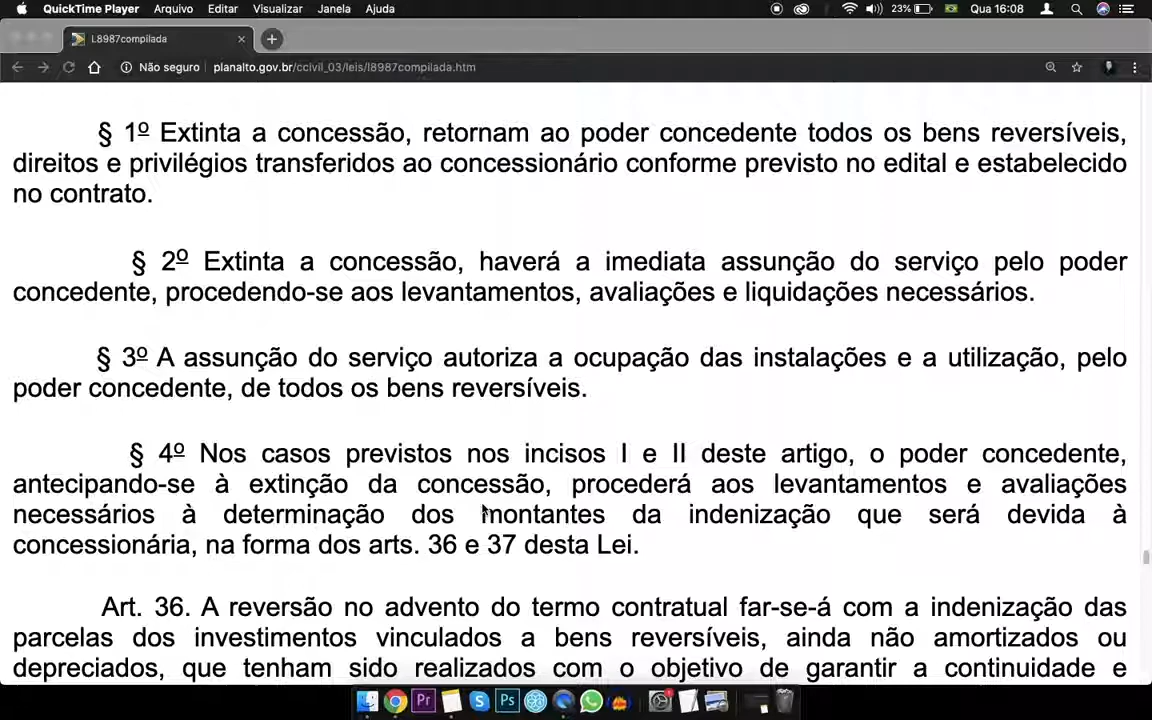 QuickTime Player Arquivo Editar Visualizar Janela Ajuda 23% Qua 16:08
L8987compilada
Não seguro planalto.gov.br/ccivil_03/leis/l8987compilada.htm
§ 1º Extinta a concessão, retornam ao poder concedente todos os bens reversíveis,
direitos e privilégios transferidos ao concessionário conforme previsto no edital e estabelecido
no contrato.
§ 2º Extinta a concessão, haverá a imediata assunção do serviço pelo poder
concedente, procedendo-se aos levantamentos, avaliações e liquidações necessários.
§ 3º A assunção do serviço autoriza a ocupação das instalações e a utilização, pelo
poder concedente, de todos os bens reversíveis.
§ 4º Nos casos previstos nos incisos I e II deste artigo, o poder concedente,
antecipando-se à extinção da concessão, procederá aos levantamentos e avaliações
necessários à determinação dos montantes da indenização que será devida à
concessionária, na forma dos arts. 36 e 37 desta Lei.
Art. 36. A reversão no advento do termo contratual far-se-á com a indenização das
parcelas dos investimentos vinculados a bens reversíveis, ainda não amortizados ou
depreciados, que tenham sido realizados com o objetivo de garantir a continuidade e
Pr
Ps